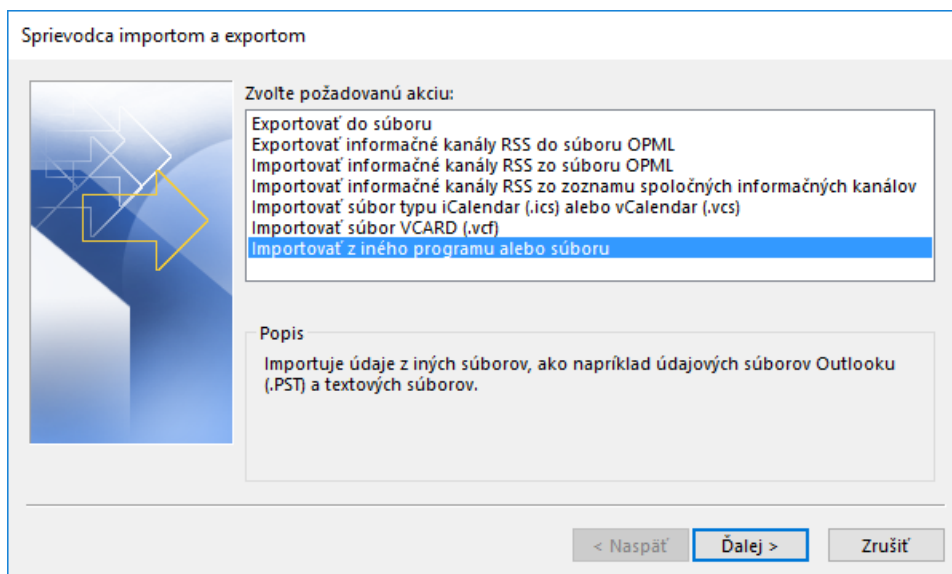 Sprievodca importom a exportom
Zvoľte požadovanú akciu:
Exportovať do súboru
Exportovať informačné kanály RSS do súboru OPML
Importovať informačné kanály RSS zo súboru OPML
Importovať informačné kanály RSS zo zoznamu spoločných informačných kanálov
Importovať súbor typu iCalendar (.ics) alebo vCalendar (.vcs)
Importovať súbor VCARD (.vcf)
Importovať z iného programu alebo súboru
Popis
Importuje údaje z iných súborov, ako napríklad údajových súborov Outlooku
(.PST) a textových súborov.
< Naspäť
Ďalej >
Zrušiť